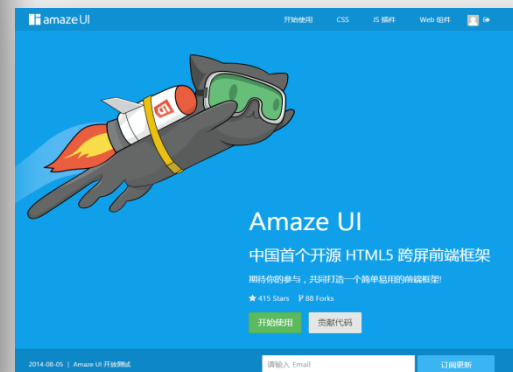 amaze UI 开始使用 CSS JS 插件 Web 组件
Amaze UI
中国首个开源 HTML5 跨屏前端框架
期待你的参与，共同打造一个简单易用的前端框架!
415 Stars 88 Forks
开始使用 贡献代码
2014-08-05 | Amaze UI 开放测试 请输入 Email 订阅更新